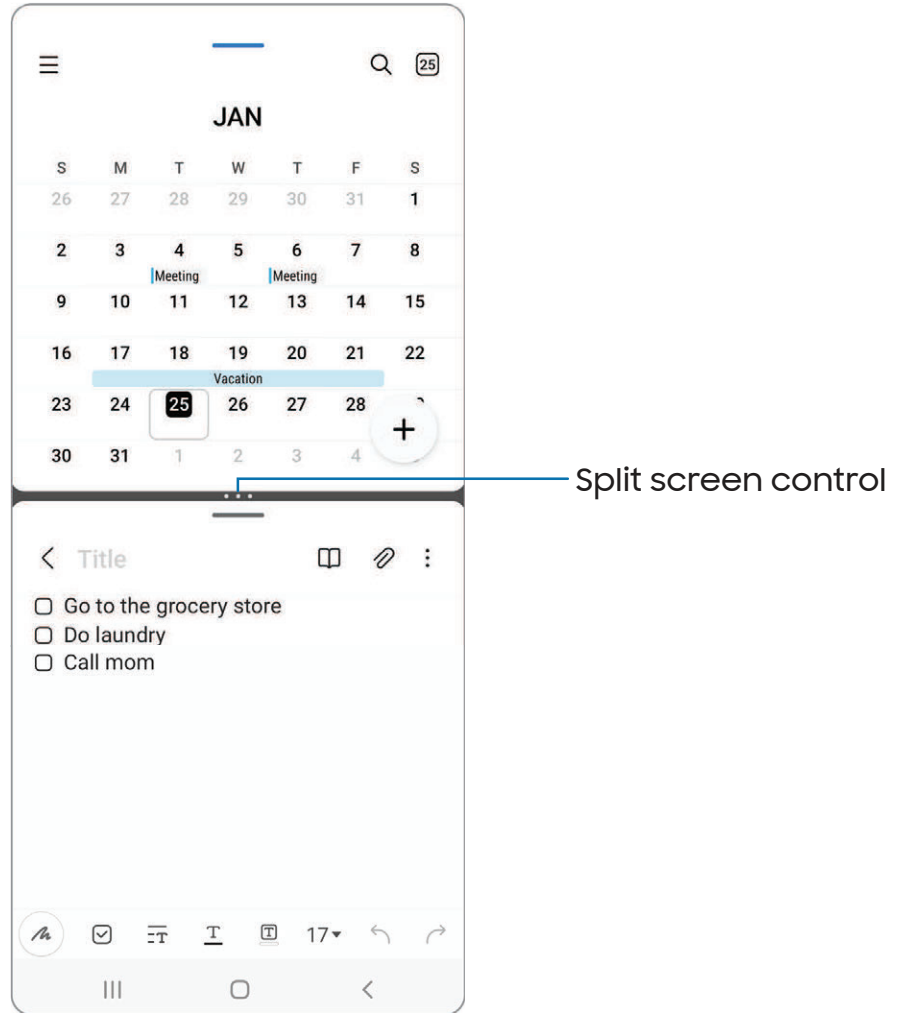 25
JAN
S M T W T F S
26 27 28 29 30 31 1
2 3 4 5 6 7 8
Meeting Meeting
9 10 11 12 13 14 15
16 17 18 19 20 21 22
Vacation
23 24 25 26 27 28
30 31 1 2 3 4
Split screen control
Title
Go to the grocery store
Do laundry
Call mom
T T T 17